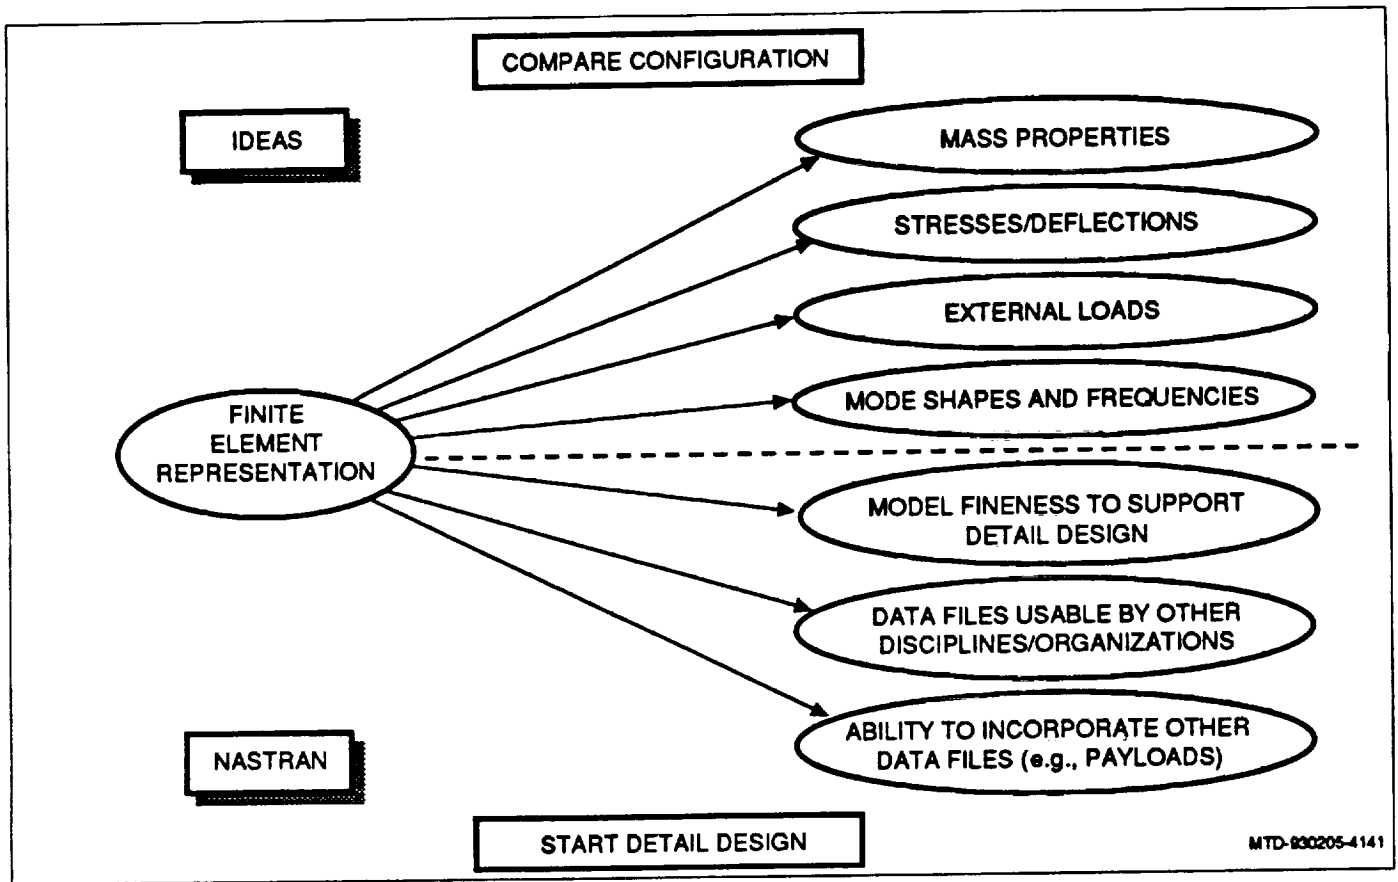 COMPARE CONFIGURATION
IDEAS
MASS PROPERTIES
STRESSES/DEFLECTIONS
EXTERNAL LOADS
MODE SHAPES AND FREQUENCIES
FINITE
ELEMENT
REPRESENTATION
MODEL FINENESS TO SUPPORT
DETAIL DESIGN
DATA FILES USABLE BY OTHER
DISCIPLINES/ORGANIZATIONS
ABILITY TO INCORPORATE OTHER
DATA FILES (e.g., PAYLOADS)
NASTRAN
START DETAIL DESIGN
MTD-930205-4141